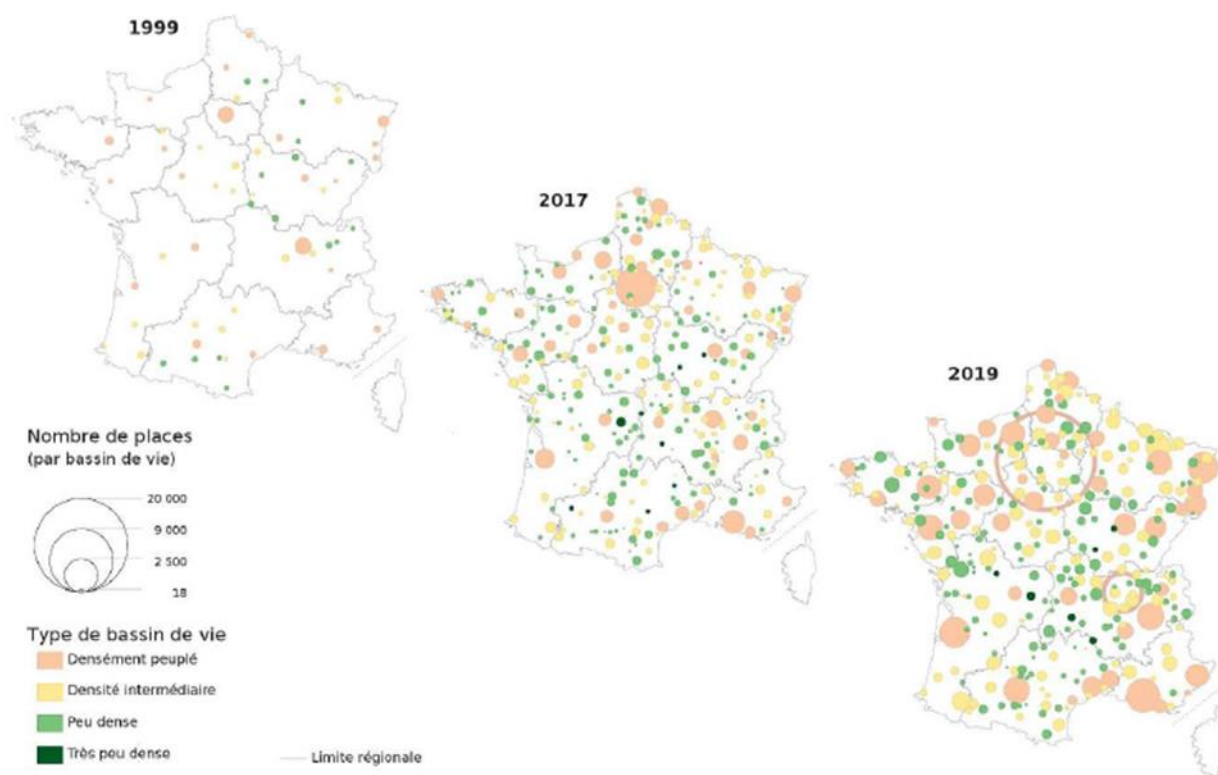 1999
2017
2019
Nombre de places
(par bassin de vie)
20 000
9 000
2 500
18
Type de bassin de vie
Densément peuplé
Densité intermédiaire
Peu dense
Très peu dense
Limite régionale